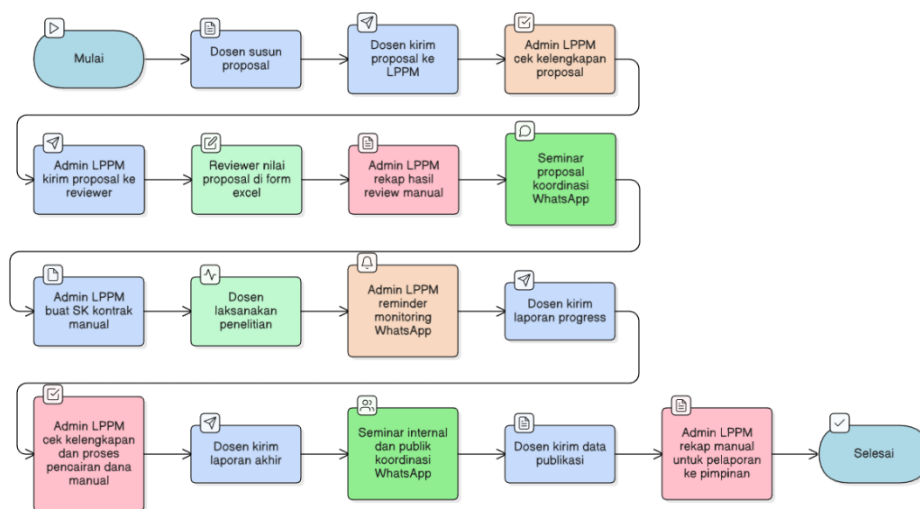 Mulai
Dosen susun
proposal
Dosen kirim
proposal ke
LPPM
Admin LPPM
cek kelengkapan
proposal
Admin LPPM
kirim proposal ke
reviewer
Reviewer nilai
proposal di form
excel
Admin LPPM
rekap hasil
review manual
Seminar
proposal
koordinasi
WhatsApp
Admin LPPM
buat SK kontrak
manual
Dosen
laksanakan
penelitian
Admin LPPM
reminder
monitoring
WhatsApp
Dosen kirim
laporan progress
Admin LPPM
cek kelengkapan
dan proses
pencairan dana
manual
Dosen kirim
laporan akhir
Seminar internal
dan publik
koordinasi
WhatsApp
Dosen kirim data
publikasi
Admin LPPM
rekap manual
untuk pelaporan
ke pimpinan
Selesai